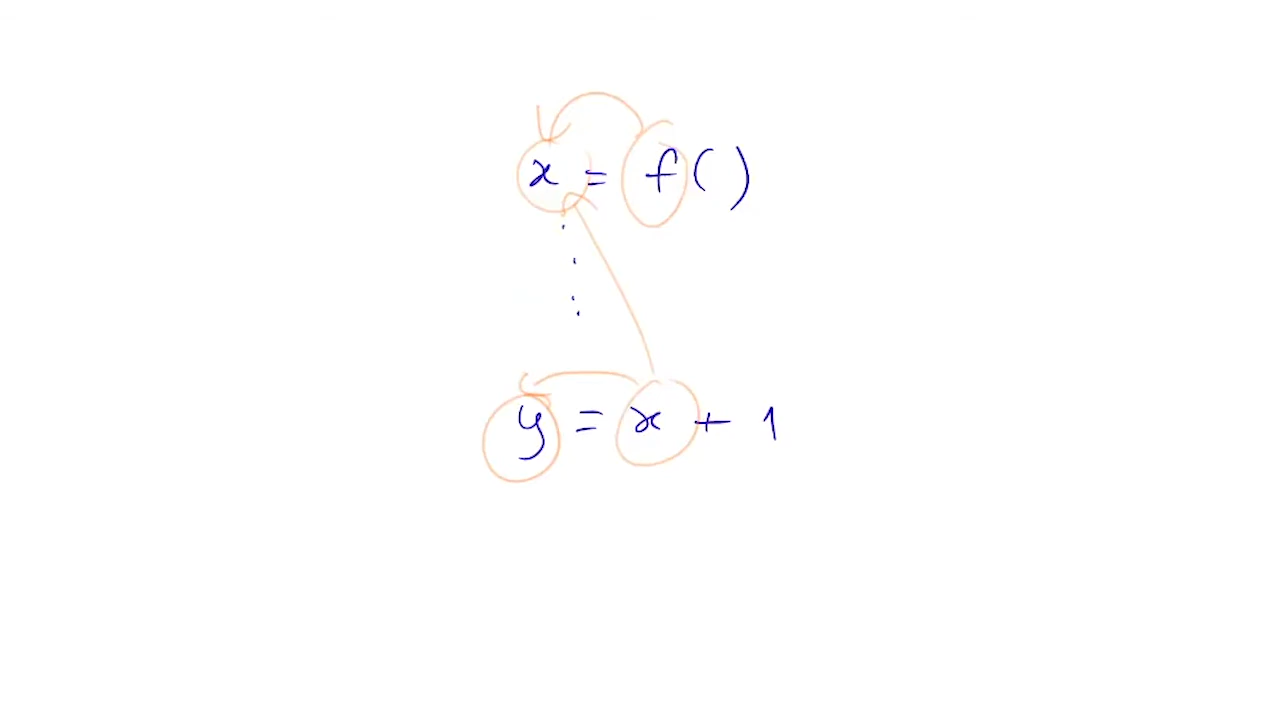 x = f()
y = x + 1